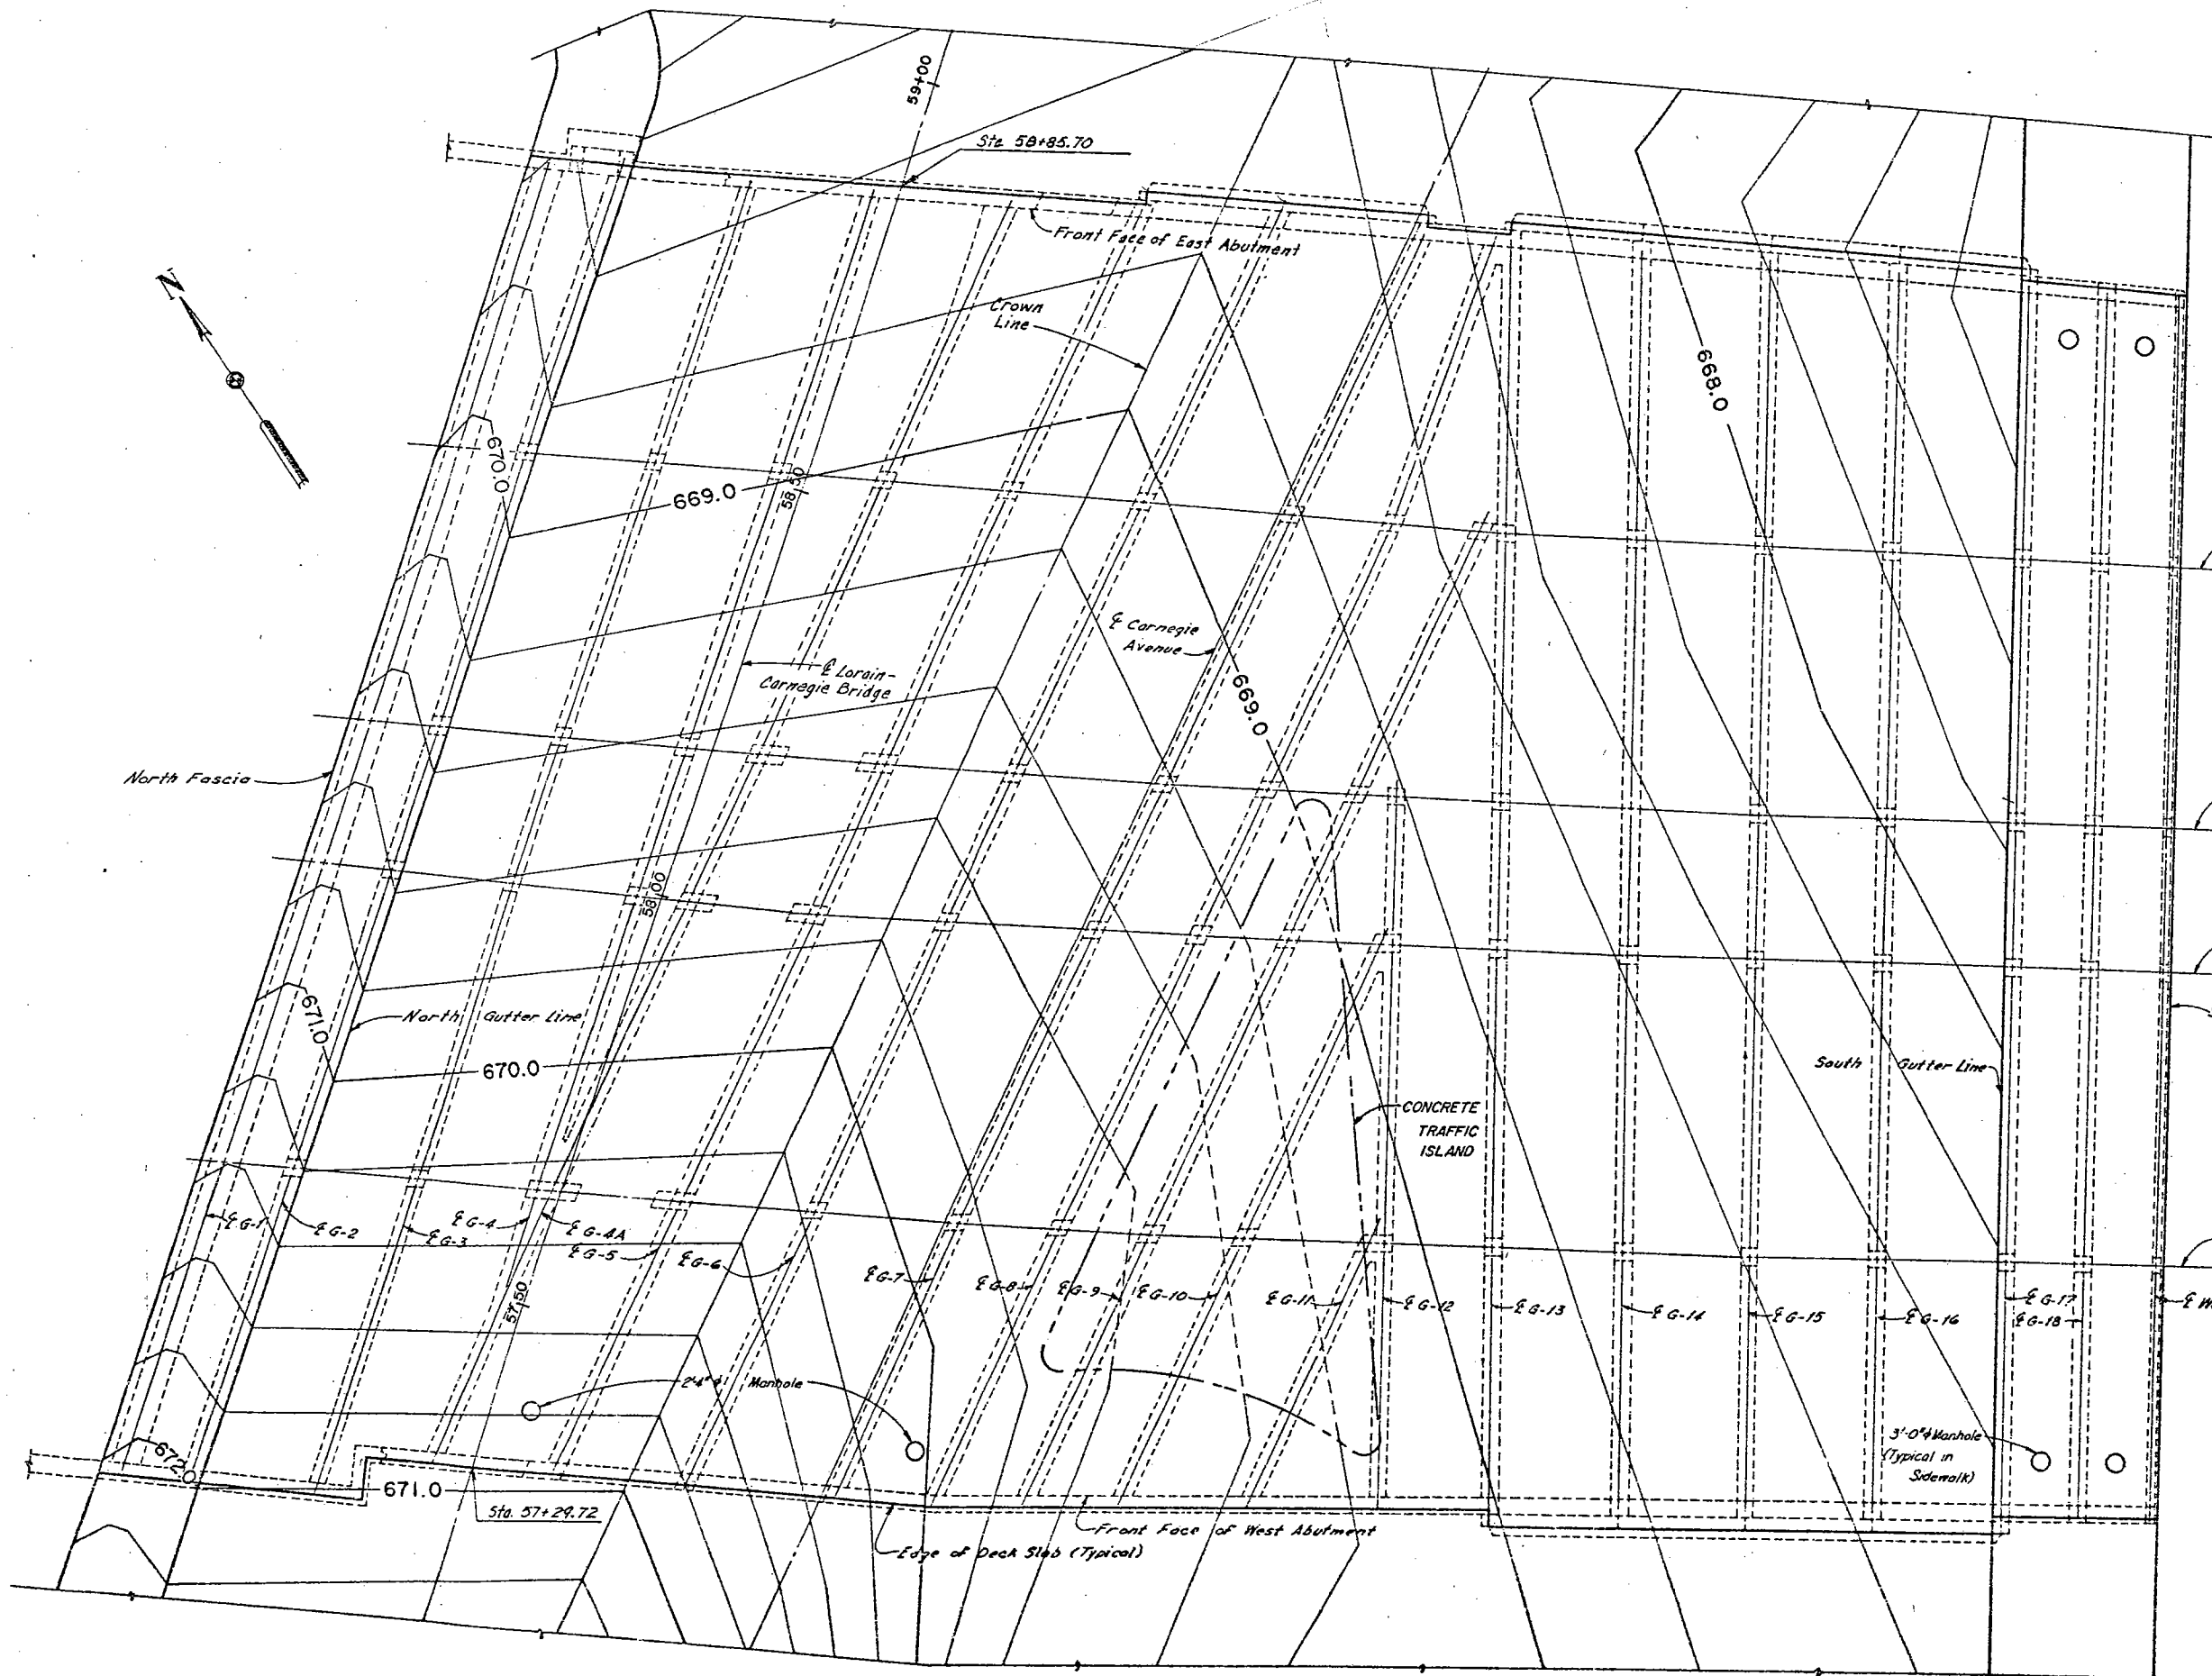 59+00
Sta. 58+85.70
Front Face of East Abutment
N
Crown
Line
668.0
670.0
669.0
58+50
℄ Carnegie
Avenue
℄ Lorain-
Carnegie Bridge
669.0
North Fascia
58+00
671.0
North Gutter Line
670.0
South Gutter Line
CONCRETE
TRAFFIC
ISLAND
℄ G-1
℄ G-2
℄ G-3
℄ G-4
℄ G-4A
℄ G-5
℄ G-6
℄ G-7
℄ G-8
℄ G-9
℄ G-10
℄ G-11
℄ G-12
℄ G-13
℄ G-14
℄ G-15
℄ G-16
℄ G-17
℄ G-18
℄ W
57+50
2'-4"ϕ Manhole
3'-0"ϕ Manhole
(Typical in
Sidewalk)
672.0
671.0
Sta. 57+29.72
Front Face of West Abutment
Edge of Deck Slab (Typical)